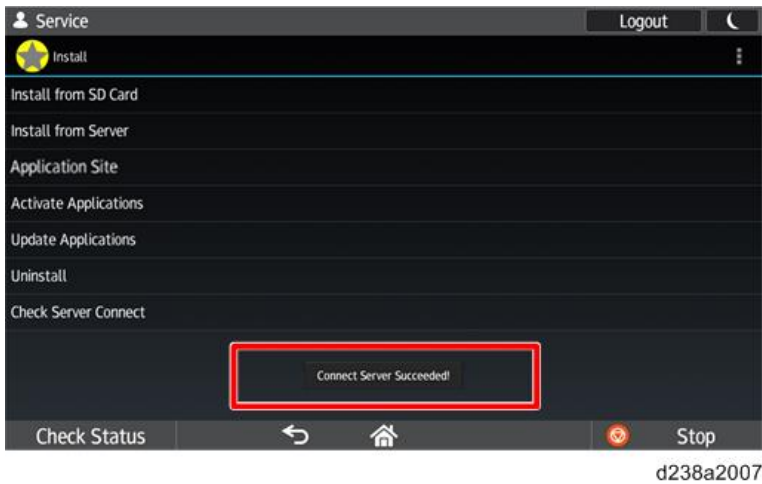 Service
Logout
Install
Install from SD Card
Install from Server
Application Site
Activate Applications
Update Applications
Uninstall
Check Server Connect
Connect Server Succeeded!
Check Status
Stop
d238a2007